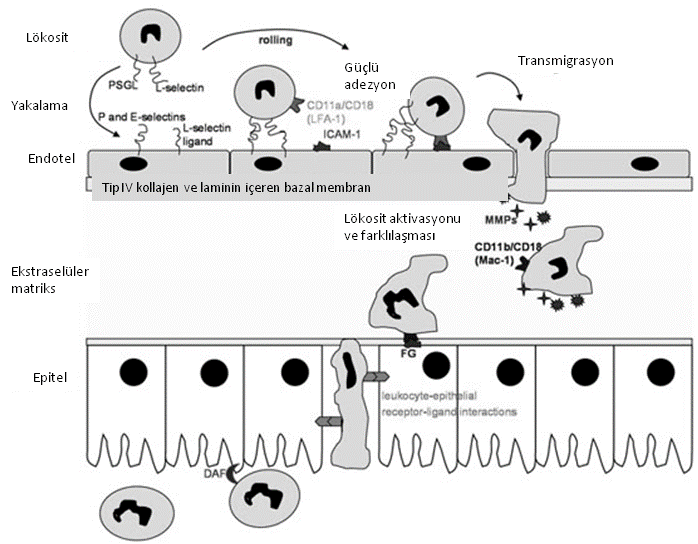 Lökosit
rolling
Transmigrasyon
Güçlü
adezyon
PSGL
L-selectin
Yakalama
CD11a/CD18
(LFA-1)
P and E-selectins
L-selectin
ligand
ICAM-1
Endotel
Tip IV kollajen ve laminin içeren bazal membran
MMPs
Lökosit aktivasyonu
ve farklılaşması
CD11b/CD18
(Mac-1)
Ekstraselüler
matriks
FG
Epitel
leukocyte-epithelial
receptor-ligand interactions
DAF